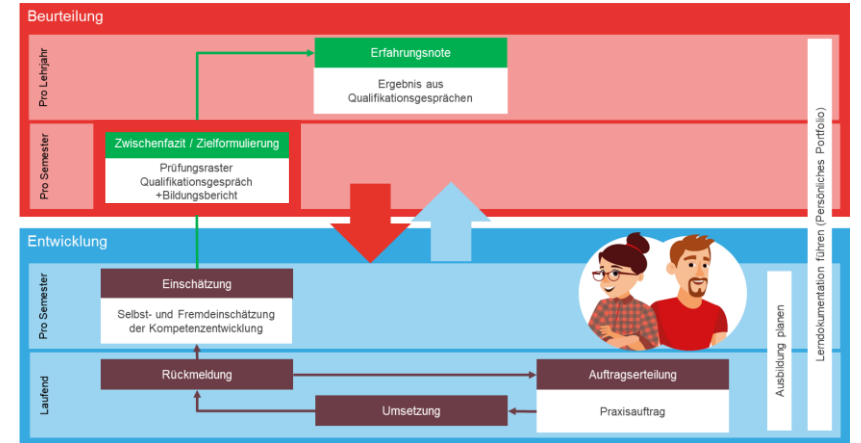 Beurteilung
Pro Lehrjahr
Erfahrungsnote
Ergebnis aus
Qualifikationsgesprächen
Pro Semester
Zwischenfazit / Zielformulierung
Prüfungsraster
Qualifikationsgespräch
+Bildungsbericht
Entwicklung
Pro Semester
Einschätzung
Selbst- und Fremdeinschätzung
der Kompetenzentwicklung
Laufend
Rückmeldung
Auftragserteilung
Umsetzung
Praxisauftrag
Ausbildung planen
Lerndokumentation führen (Persönliches Portfolio)